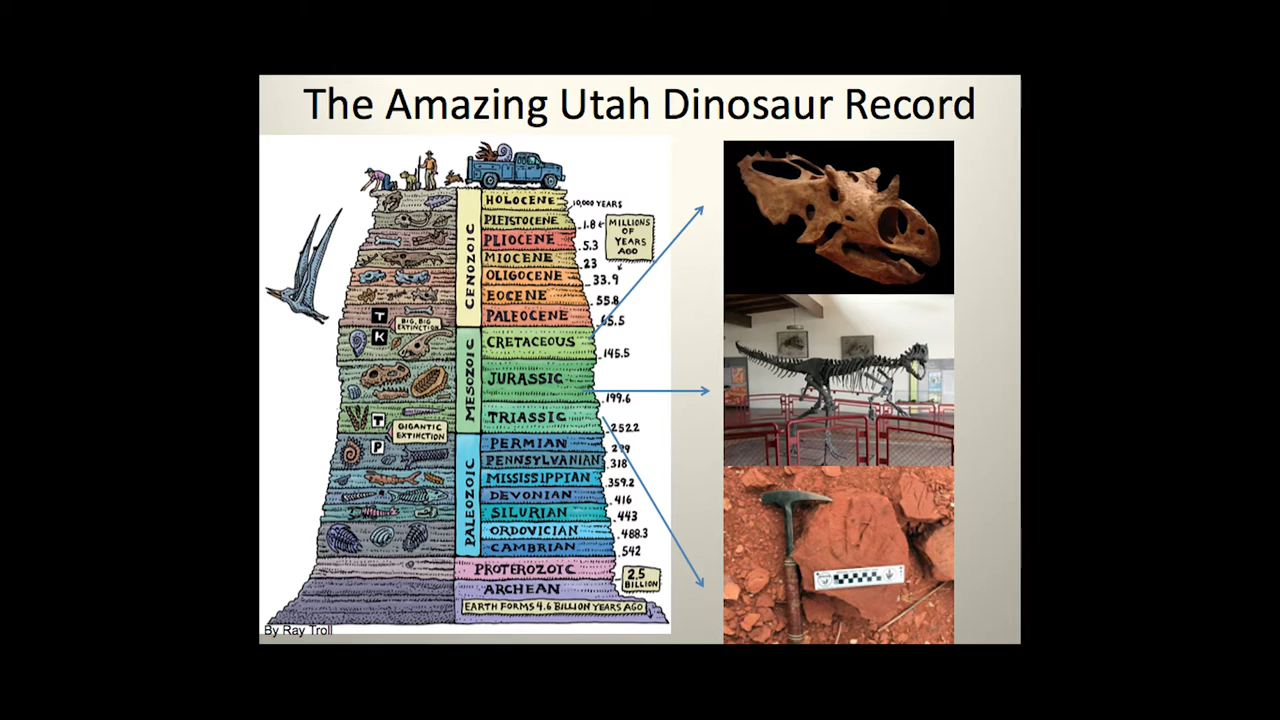 The Amazing Utah Dinosaur Record
HOLOCENE
10,000 YEARS
PLEISTOCENE
1.8
MILLIONS
OF
YEARS
AGO
PLIOCENE
5.3
MIOCENE
23
OLIGOCENE
33.9
EOCENE
55.8
PALEOCENE
65.5
CENOZOIC
T
BIG, BIG
EXTINCTION
K
CRETACEOUS
145.5
JURASSIC
199.6
TRIASSIC
252.2
MESOZOIC
T
GIGANTIC
EXTINCTION
P
PERMIAN
299
PENNSYLVANIAN
318
MISSISSIPPIAN
359.2
DEVONIAN
416
SILURIAN
443
ORDOVICIAN
488.3
CAMBRIAN
542
PALEOZOIC
PROTEROZOIC
2.5
BILLION
ARCHEAN
EARTH FORMS 4.6 BILLION YEARS AGO
By Ray Troll